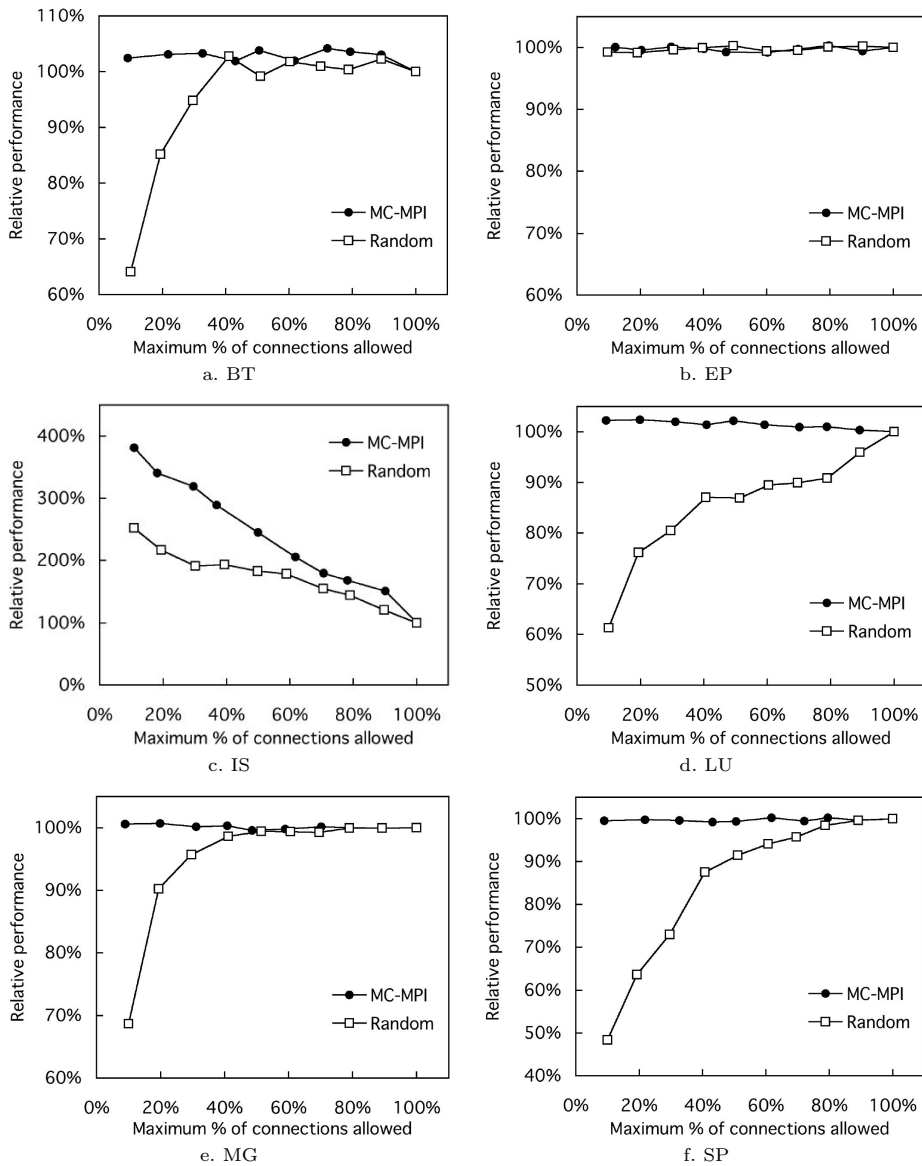 110%
100%
90%
80%
70%
60%
Relative performance
MC-MPI
Random
0% 20% 40% 60% 80% 100%
Maximum % of connections allowed
a. BT
100%
90%
80%
70%
60%
Relative performance
MC-MPI
Random
0% 20% 40% 60% 80% 100%
Maximum % of connections allowed
b. EP
400%
300%
200%
100%
0%
Relative performance
MC-MPI
Random
0% 20% 40% 60% 80% 100%
Maximum % of connections allowed
c. IS
100%
90%
80%
70%
60%
50%
Relative performance
MC-MPI
Random
0% 20% 40% 60% 80% 100%
Maximum % of connections allowed
d. LU
100%
90%
80%
70%
60%
Relative performance
MC-MPI
Random
0% 20% 40% 60% 80% 100%
Maximum % of connections allowed
e. MG
100%
90%
80%
70%
60%
50%
40%
Relative performance
MC-MPI
Random
0% 20% 40% 60% 80% 100%
Maximum % of connections allowed
f. SP